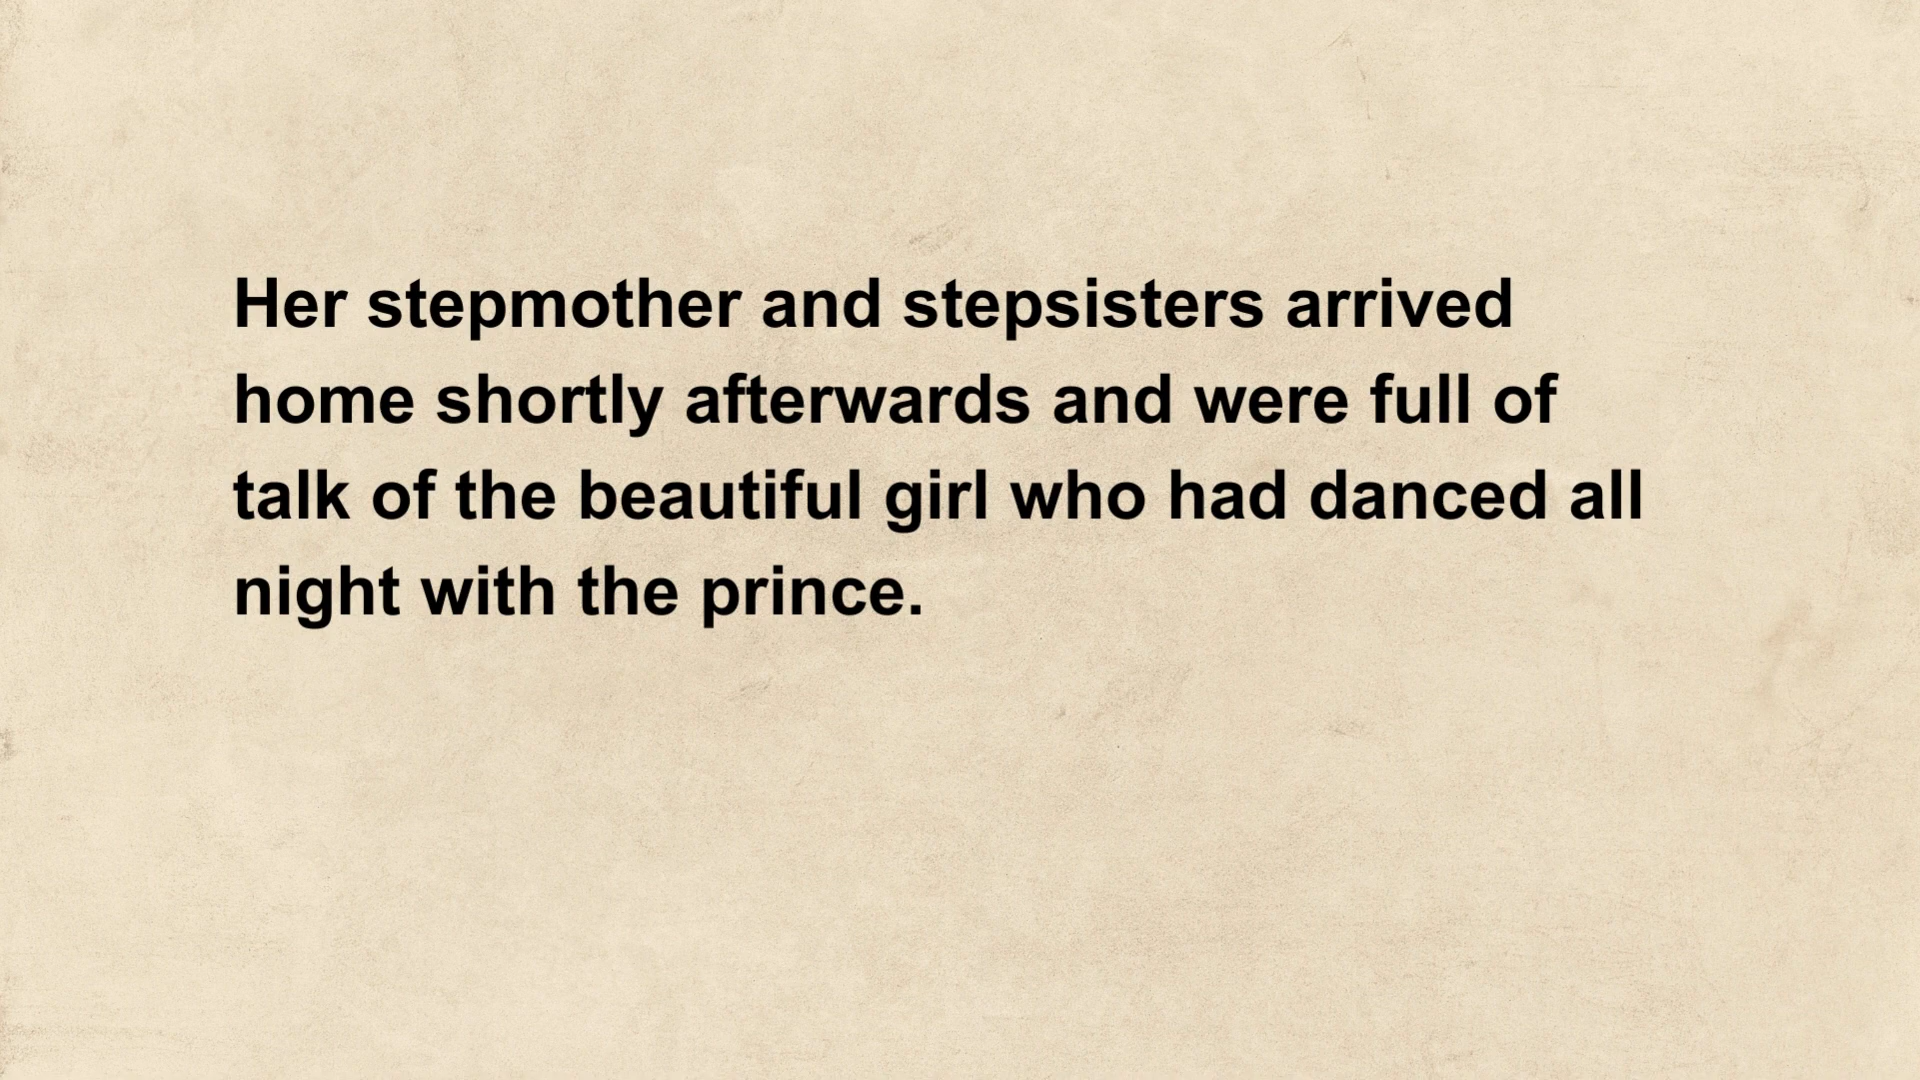 Her stepmother and stepsisters arrived
home shortly afterwards and were full of
talk of the beautiful girl who had danced all
night with the prince.